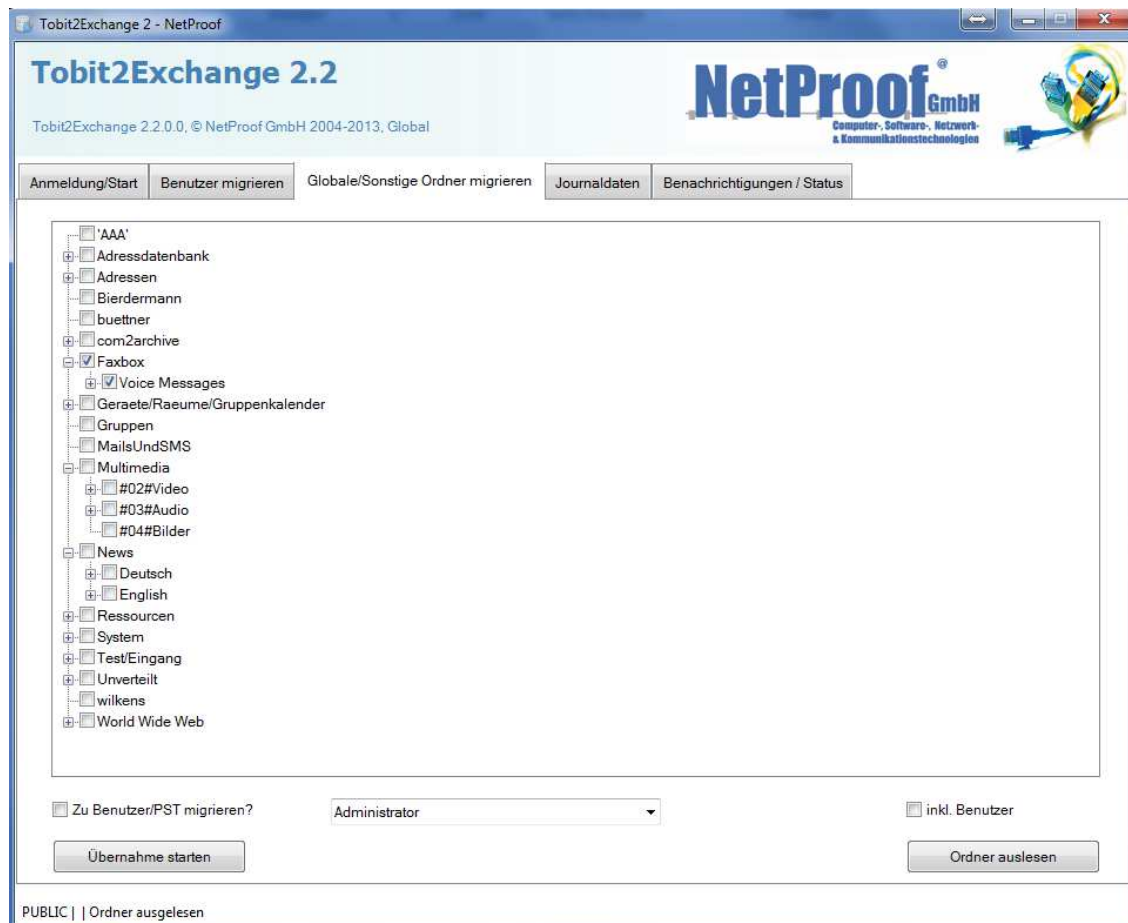 Tobit2Exchange 2 - NetProof
Tobit2Exchange 2.2
NetProof@
GmbH
Computer-, Software-, Netzwerk-
& Kommunikationstechnologien
Tobit2Exchange 2.2.0.0, © NetProof GmbH 2004-2013, Global
Anmeldung/Start Benutzer migrieren Globale/Sonstige Ordner migrieren Journaldaten Benachrichtigungen / Status
'AAA'
Adressdatenbank
Adressen
Bierdermann
buettner
com2archive
Faxbox
Voice Messages
Geraete/Raeume/Gruppenkalender
Gruppen
MailsUndSMS
Multimedia
#02#Video
#03#Audio
#04#Bilder
News
Deutsch
English
Ressourcen
System
Test/Eingang
Unverteilt
wilkens
World Wide Web
Zu Benutzer/PST migrieren? Administrator inkl. Benutzer
Übernahme starten Ordner auslesen
PUBLIC | | Ordner ausgelesen